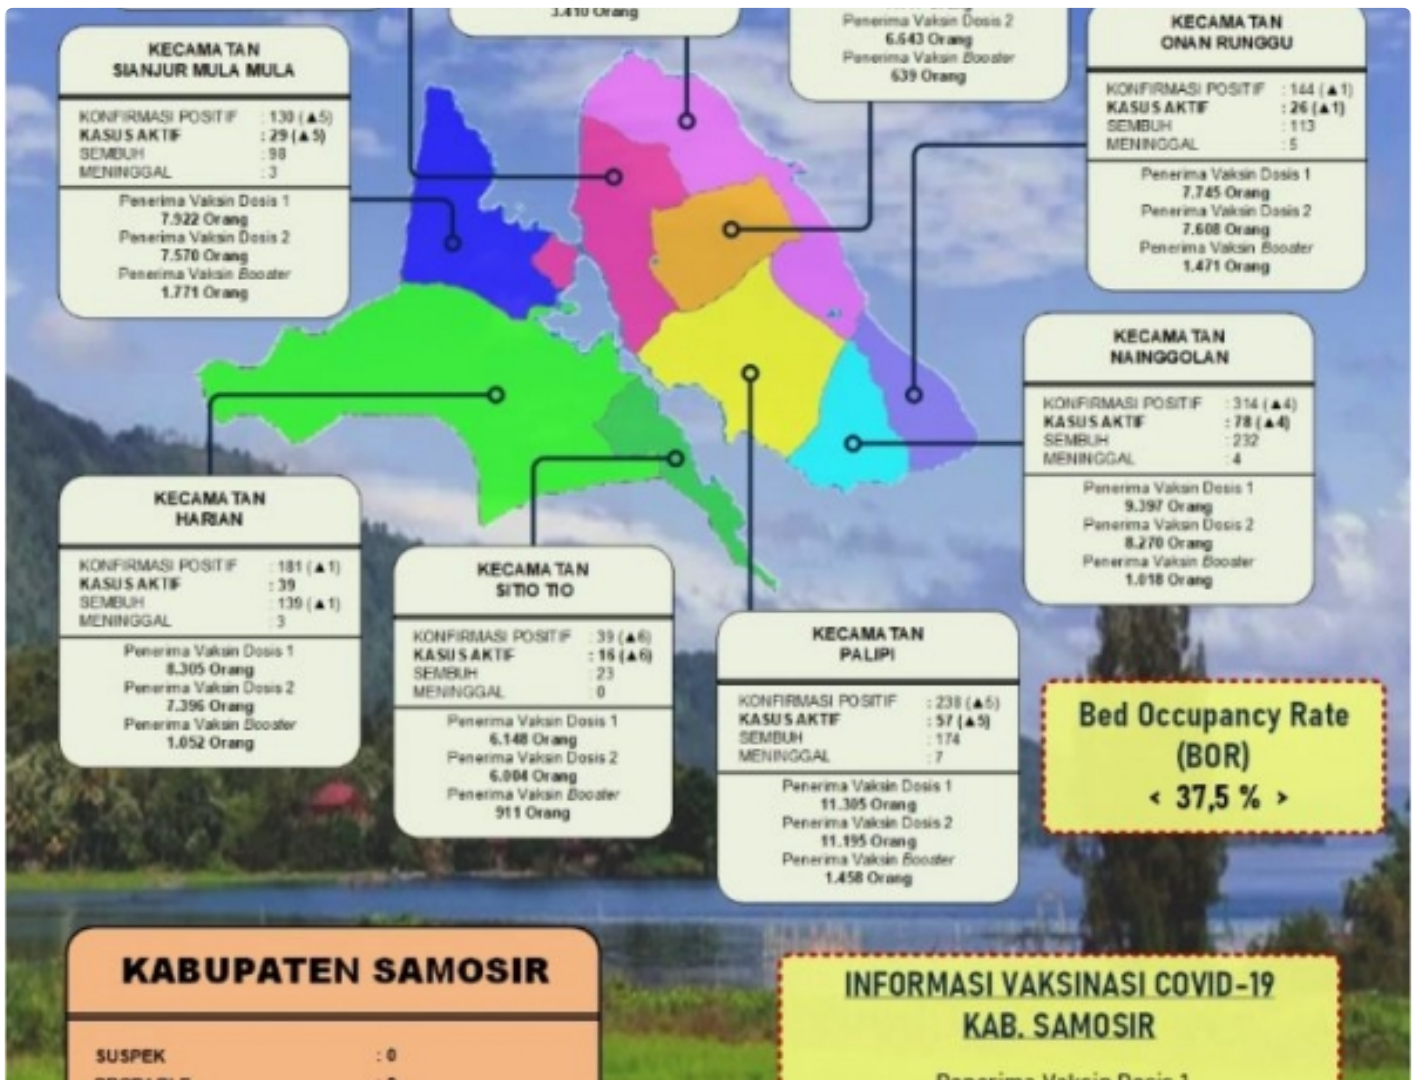 3.410 Orang
Penerima Vaksin Dosis 2
6.643 Orang
Penerima Vaksin Booster
639 Orang
KECAMATAN
SIANJUR MULA MULA
KONFIRMASI POSITIF : 130 (▲5)
KASUS AKTIF : 29 (▲5)
SEMBUH : 98
MENINGGAL : 3
Penerima Vaksin Dosis 1
7.922 Orang
Penerima Vaksin Dosis 2
7.570 Orang
Penerima Vaksin Booster
1.771 Orang
KECAMATAN
ONAN RUNGGU
KONFIRMASI POSITIF : 144 (▲1)
KASUS AKTIF : 26 (▲1)
SEMBUH : 113
MENINGGAL : 5
Penerima Vaksin Dosis 1
7.745 Orang
Penerima Vaksin Dosis 2
7.608 Orang
Penerima Vaksin Booster
1.471 Orang
KECAMATAN
NAINGGOLAN
KONFIRMASI POSITIF : 314 (▲4)
KASUS AKTIF : 78 (▲4)
SEMBUH : 232
MENINGGAL : 4
Penerima Vaksin Dosis 1
9.397 Orang
Penerima Vaksin Dosis 2
8.270 Orang
Penerima Vaksin Booster
1.018 Orang
KECAMATAN
HARIAN
KONFIRMASI POSITIF : 181 (▲1)
KASUS AKTIF : 39
SEMBUH : 139 (▲1)
MENINGGAL : 3
Penerima Vaksin Dosis 1
8.305 Orang
Penerima Vaksin Dosis 2
7.396 Orang
Penerima Vaksin Booster
1.052 Orang
KECAMATAN
SITIO TIO
KONFIRMASI POSITIF : 39 (▲6)
KASUS AKTIF : 16 (▲6)
SEMBUH : 23
MENINGGAL : 0
Penerima Vaksin Dosis 1
6.148 Orang
Penerima Vaksin Dosis 2
6.004 Orang
Penerima Vaksin Booster
911 Orang
KECAMATAN
PALIPI
KONFIRMASI POSITIF : 238 (▲5)
KASUS AKTIF : 57 (▲5)
SEMBUH : 174
MENINGGAL : 7
Penerima Vaksin Dosis 1
11.305 Orang
Penerima Vaksin Dosis 2
11.195 Orang
Penerima Vaksin Booster
1.458 Orang
Bed Occupancy Rate
(BOR)
< 37,5 % >
KABUPATEN SAMOSIR
SUSPEK : 0
INFORMASI VAKSINASI COVID-19
KAB. SAMOSIR
Penerima Vaksin Dosis 1